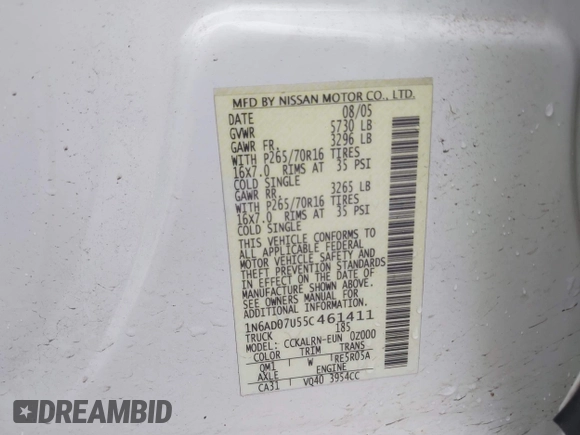 MFD BY NISSAN MOTOR CO., LTD.
DATE 08/05
GVWR 5730 LB
GAWR FR. 3296 LB
WITH P265/70R16 TIRES
16X7.0 RIMS AT 35 PSI
COLD SINGLE
GAWR RR. 3265 LB
WITH P265/70R16 TIRES
16X7.0 RIMS AT 35 PSI
COLD SINGLE
THIS VEHICLE CONFORMS TO
ALL APPLICABLE FEDERAL
MOTOR VEHICLE SAFETY AND
THEFT PREVENTION STANDARDS
IN EFFECT ON THE DATE OF
MANUFACTURE SHOWN ABOVE.
SEE OWNERS MANUAL FOR
ADDITIONAL INFORMATION.
1N6AD07U55C461411
TRUCK 185
MODEL: CCKALRN-EUN 02000
COLOR TRIM TRANS
QM1 W RE5R05A
AXLE ENGINE
CA31 VQ40 3954CC
DREAMBID
DREAMBID